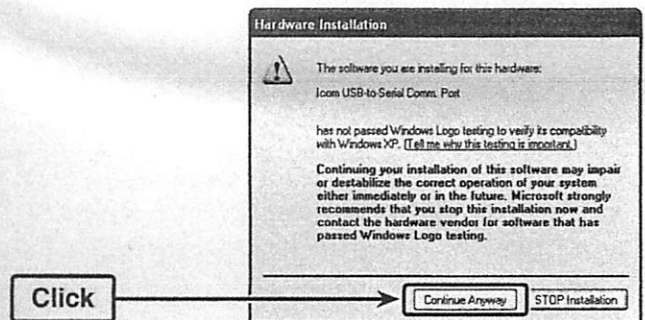 Hardware Installation
The software you are installing for this hardware:
Icom USB-to-Serial Comm. Port
has not passed Windows Logo testing to verify its compatibility
with Windows XP. (Tell me why this testing is important.)
Continuing your installation of this software may impair
or destabilize the correct operation of your system
either immediately or in the future. Microsoft strongly
recommends that you stop this installation now and
contact the hardware vendor for software that has
passed Windows Logo testing.
Click
Continue Anyway STOP Installation